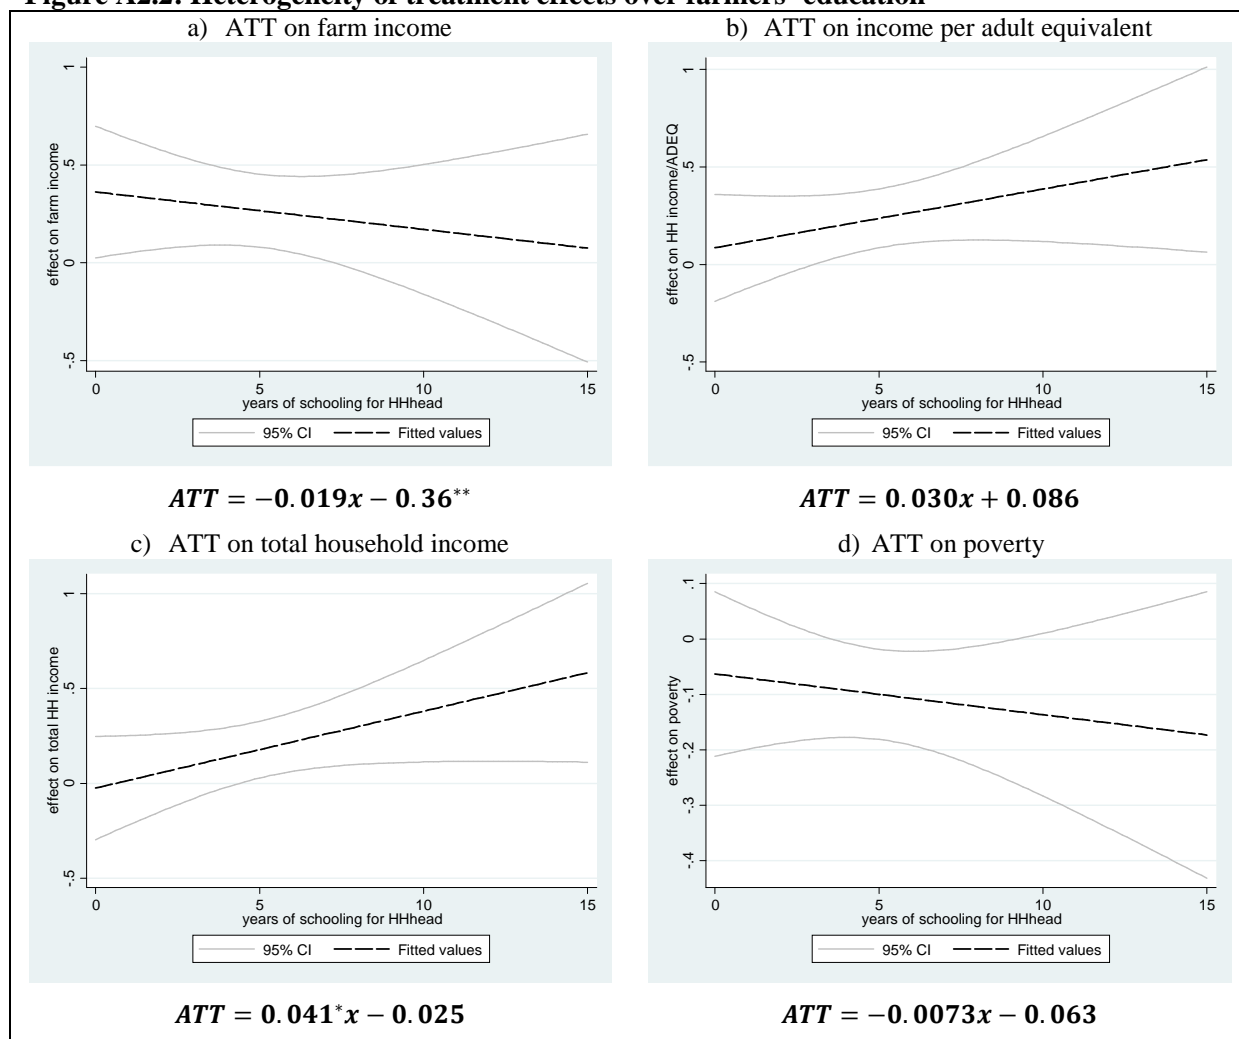 Figure A2.2: Heterogeneity of treatment effects over farmers' education
a) ATT on farm income
effect on farm income
1
.5
0
-.5
0 5 10 15
years of schooling for HHhead
95% CI Fitted values
ATT = −0.019x − 0.36**
b) ATT on income per adult equivalent
effect on HH income/ADEQ
1
.5
0
-.5
0 5 10 15
years of schooling for HHhead
95% CI Fitted values
ATT = 0.030x + 0.086
c) ATT on total household income
effect on total HH income
1
.5
0
-.5
0 5 10 15
years of schooling for HHhead
95% CI Fitted values
ATT = 0.041*x − 0.025
d) ATT on poverty
effect on poverty
.1
0
-.1
-.2
-.3
-.4
0 5 10 15
years of schooling for HHhead
95% CI Fitted values
ATT = −0.0073x − 0.063